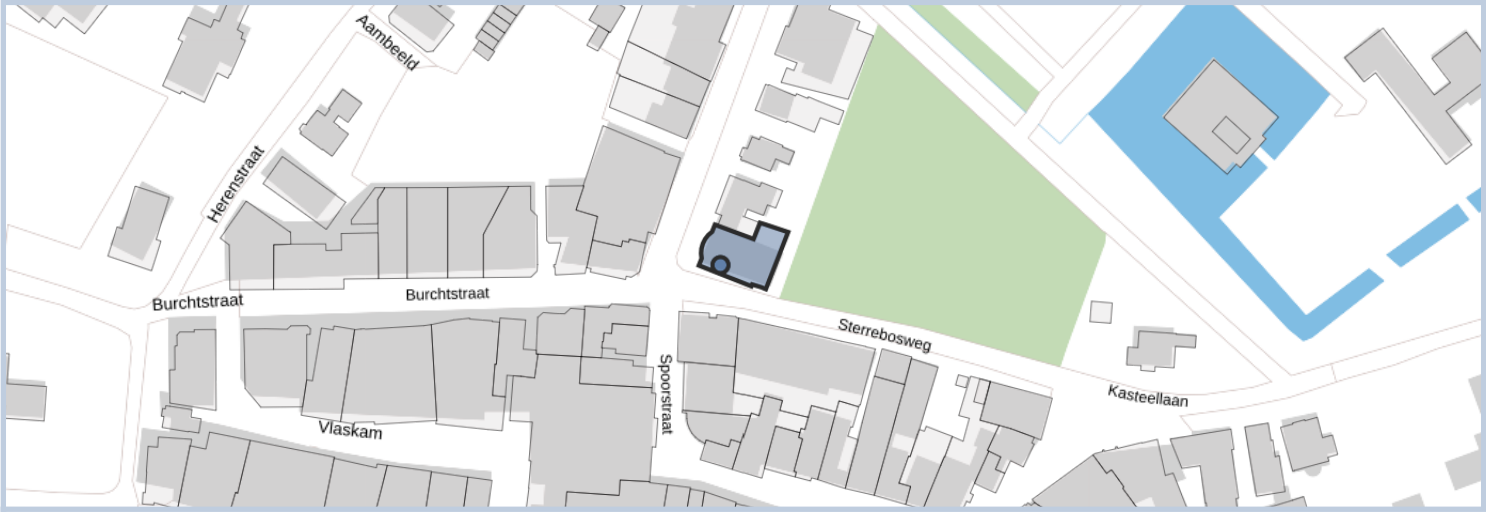 Aambeeld
Herenstraat
Burchtstraat
Burchtstraat
Sterrebosweg
Spoorstraat
Kasteellaan
Vlaskam